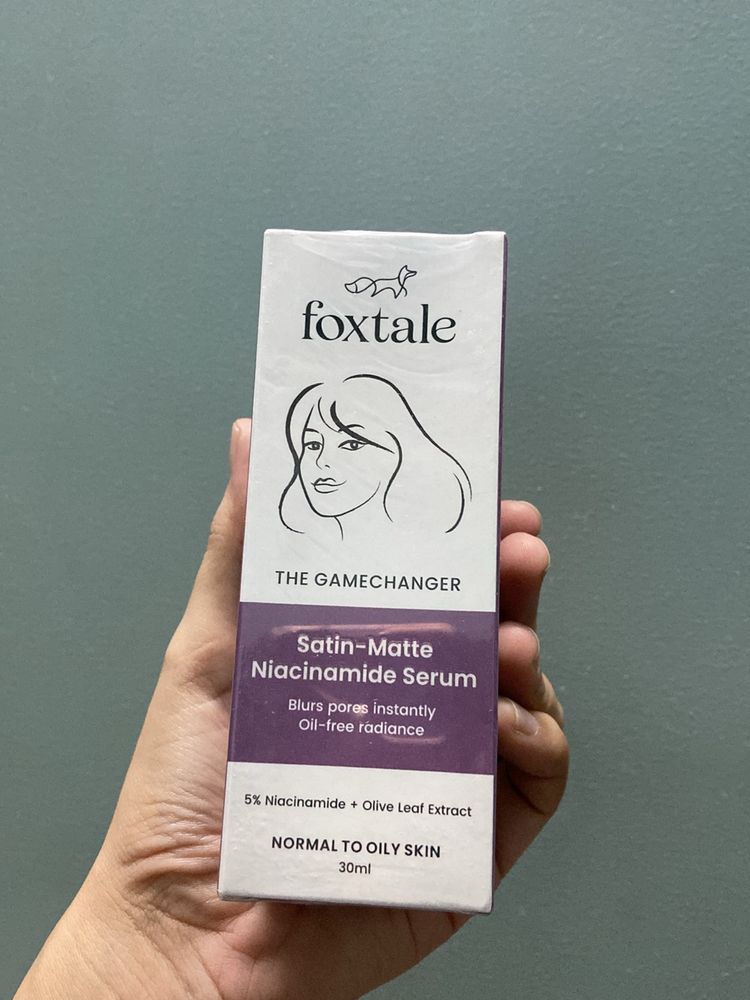 foxtale
THE GAMECHANGER
Satin-Matte
Niacinamide Serum
Blurs pores instantly
Oil-free radiance
5% Niacinamide + Olive Leaf Extract
NORMAL TO OILY SKIN
30ml